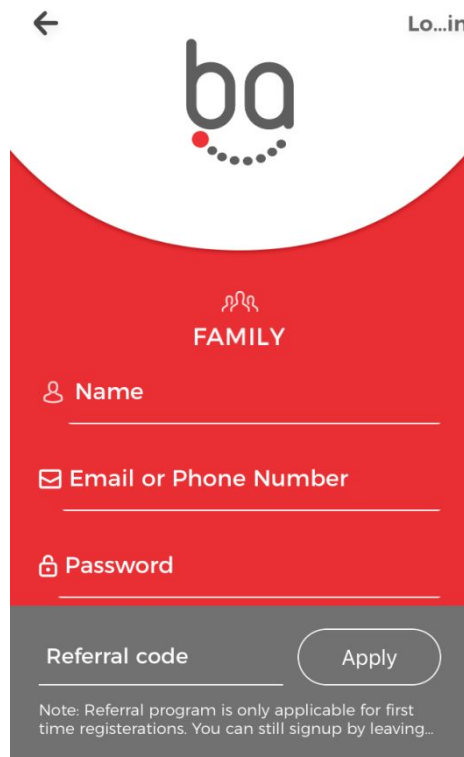 Lo...in
ba
FAMILY
Name
Email or Phone Number
Password
Referral code
Apply
Note: Referral program is only applicable for first
time registerations. You can still signup by leaving...